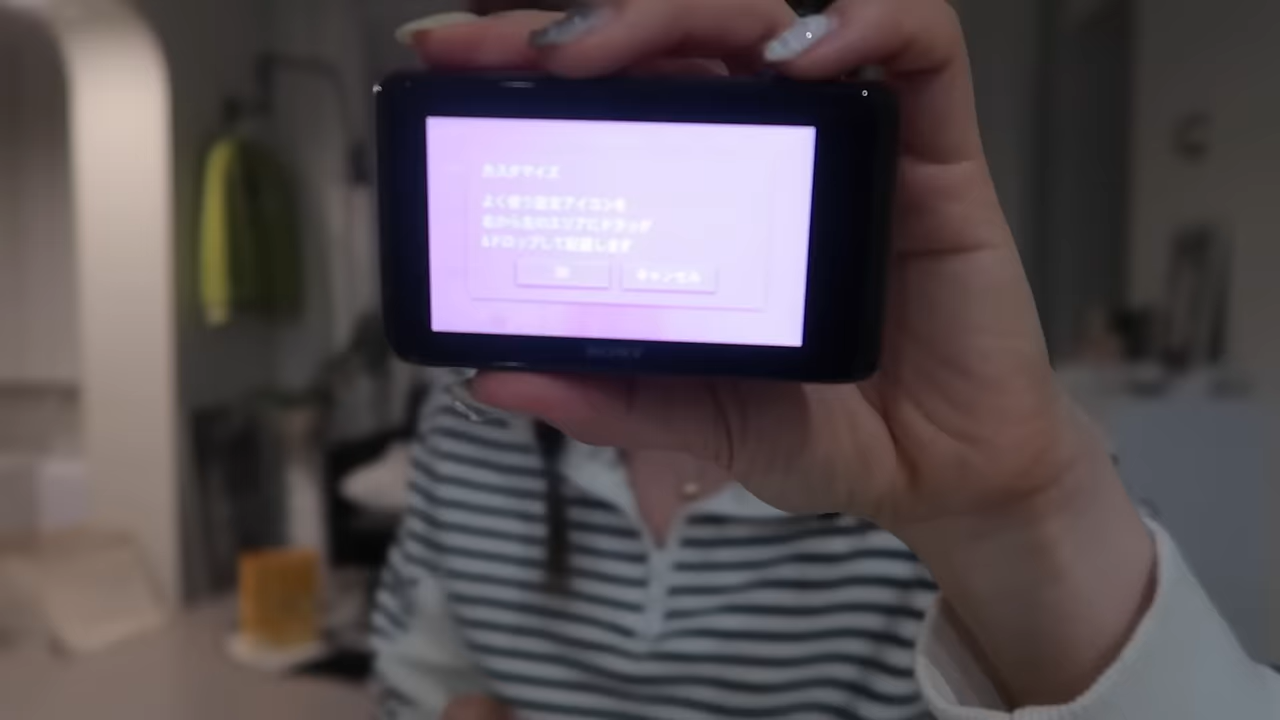 カスタマイズ
よく使う設定アイコンを
右から左のエリアにドラッグ
&ドロップして配置します
OK
キャンセル
SONY